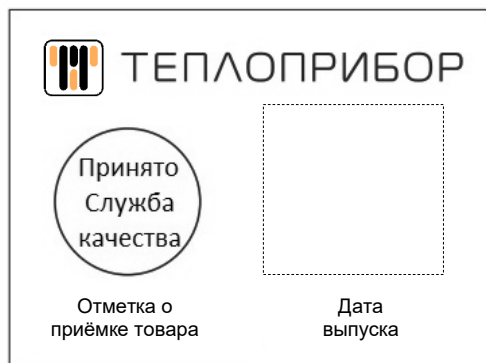 ТЕПЛОПРИБОР
Принято
Служба
качества
Отметка о
приёмке товара
Дата
выпуска